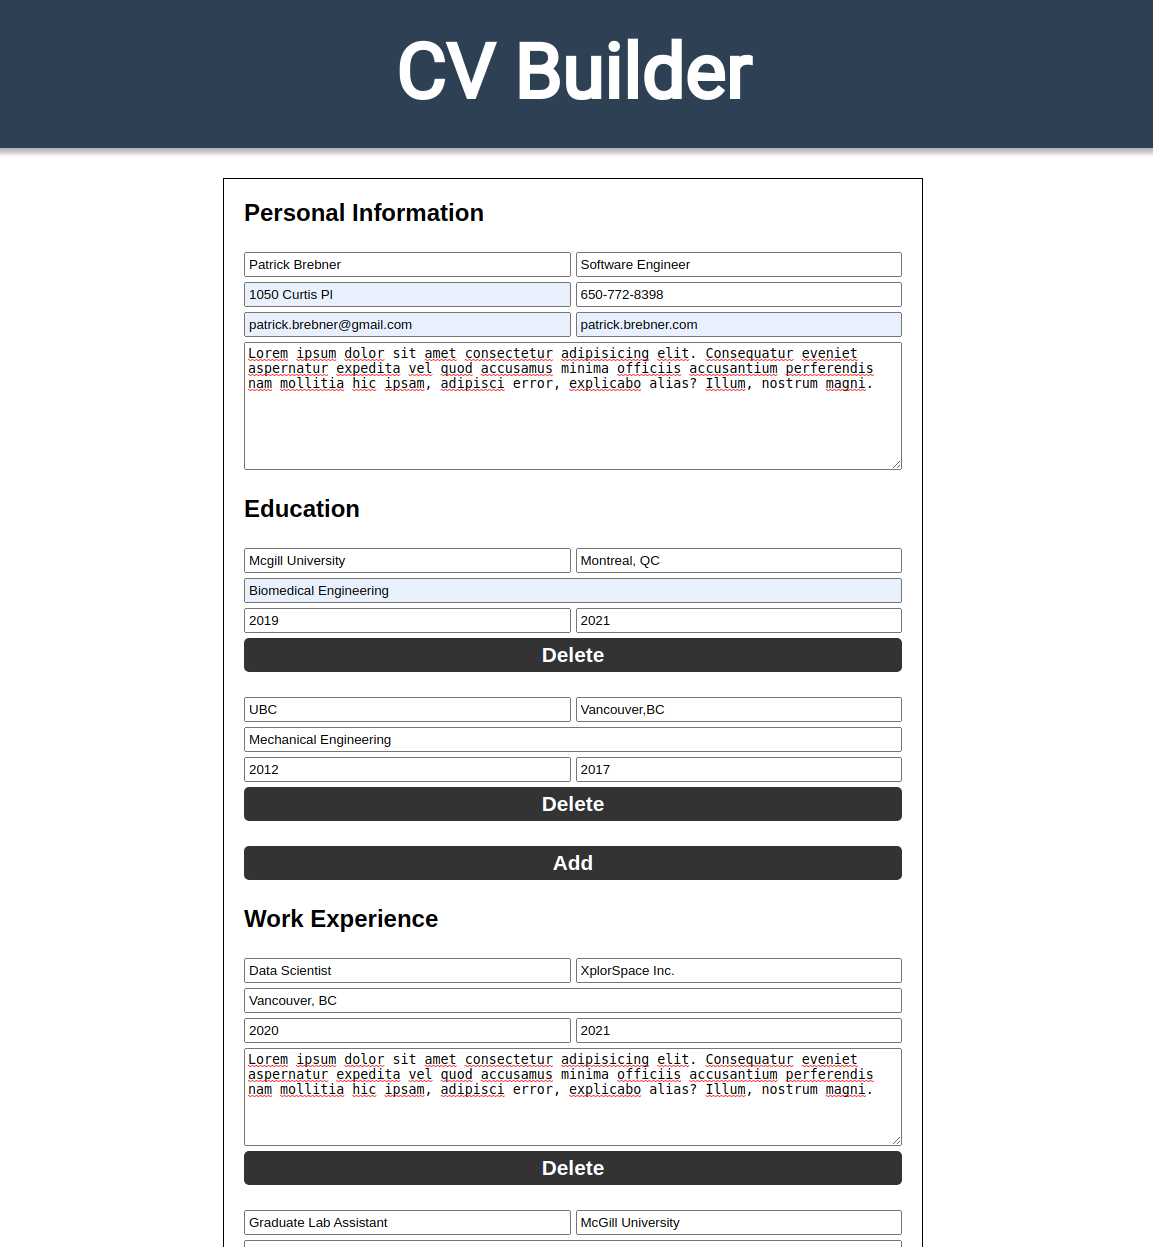 CV Builder
Personal Information
Patrick Brebner Software Engineer
1050 Curtis Pl 650-772-8398
patrick.brebner@gmail.com patrick.brebner.com
Lorem ipsum dolor sit amet consectetur adipisicing elit. Consequatur eveniet
aspernatur expedita vel quod accusamus minima officiis accusantium perferendis
nam mollitia hic ipsam, adipisci error, explicabo alias? Illum, nostrum magni.
Education
Mcgill University Montreal, QC
Biomedical Engineering
2019 2021
Delete
UBC Vancouver,BC
Mechanical Engineering
2012 2017
Delete
Add
Work Experience
Data Scientist XplorSpace Inc.
Vancouver, BC
2020 2021
Lorem ipsum dolor sit amet consectetur adipisicing elit. Consequatur eveniet
aspernatur expedita vel quod accusamus minima officiis accusantium perferendis
nam mollitia hic ipsam, adipisci error, explicabo alias? Illum, nostrum magni.
Delete
Graduate Lab Assistant McGill University